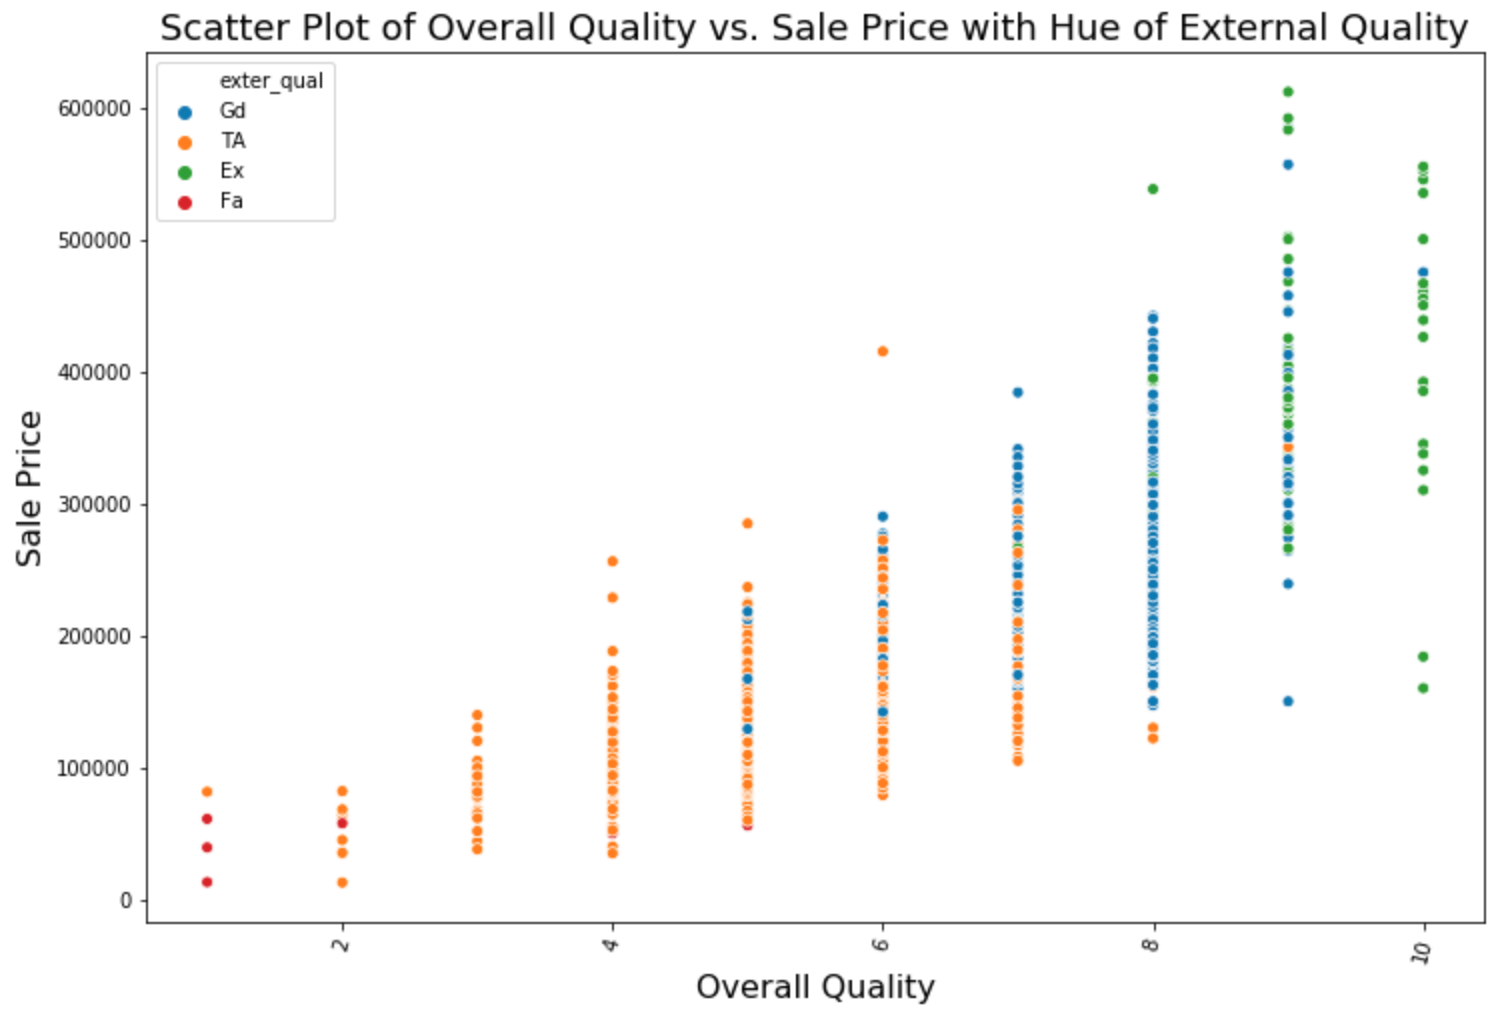 Scatter Plot of Overall Quality vs. Sale Price with Hue of External Quality
exter_qual
Gd
TA
Ex
Fa
600000
500000
400000
300000
200000
100000
0
Sale Price
2
4
6
8
10
Overall Quality